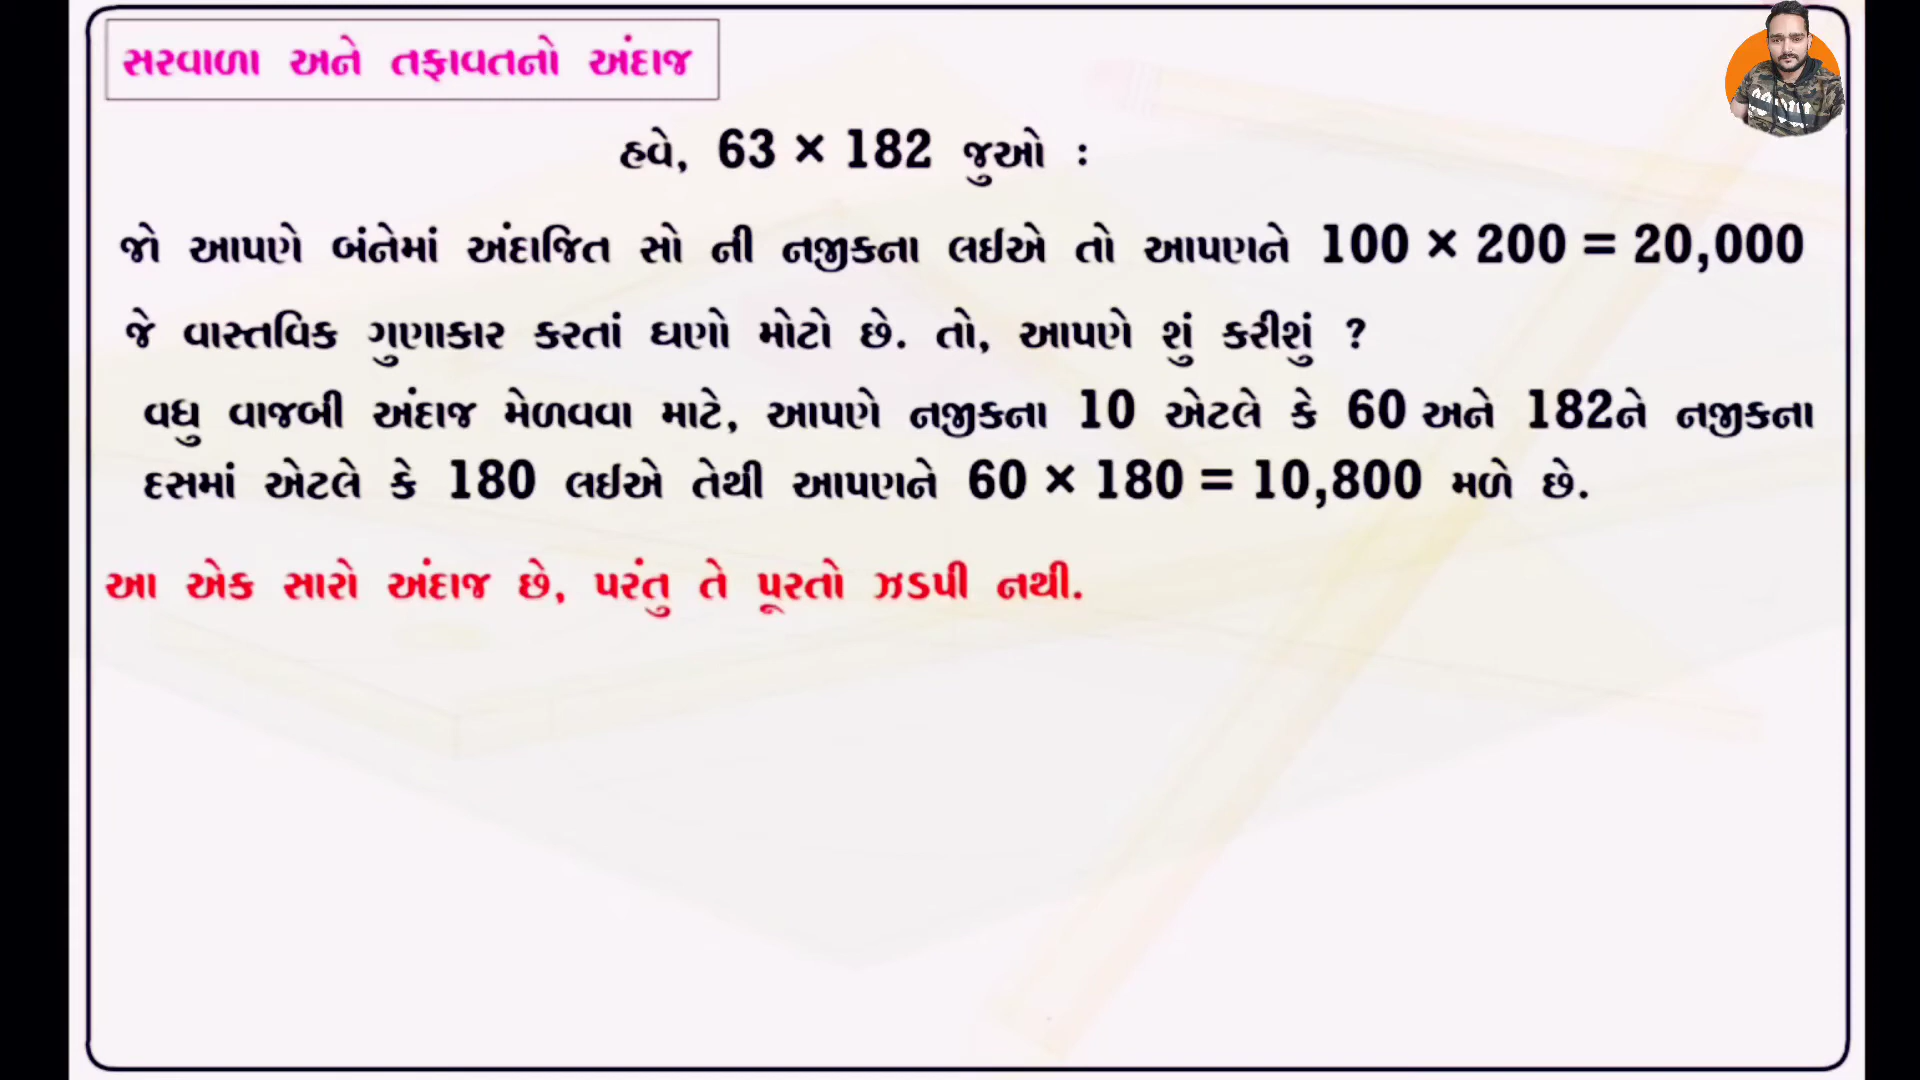 સરવાળા અને તફાવતનો અંદાજ
હવે, 63 × 182 જુઓ :
જો આપણે બંનેમાં અંદાજિત સો ની નજીકના લઈએ તો આપણને 100 × 200 = 20,000
જે વાસ્તવિક ગુણાકાર કરતાં ઘણો મોટો છે. તો, આપણે શું કરીશું ?
વધુ વાજબી અંદાજ મેળવવા માટે, આપણે નજીકના 10 એટલે કે 60 અને 182ને નજીકના
દસમાં એટલે કે 180 લઈએ તેથી આપણને 60 × 180 = 10,800 મળે છે.
આ એક સારો અંદાજ છે, પરંતુ તે પૂરતો ઝડપી નથી.